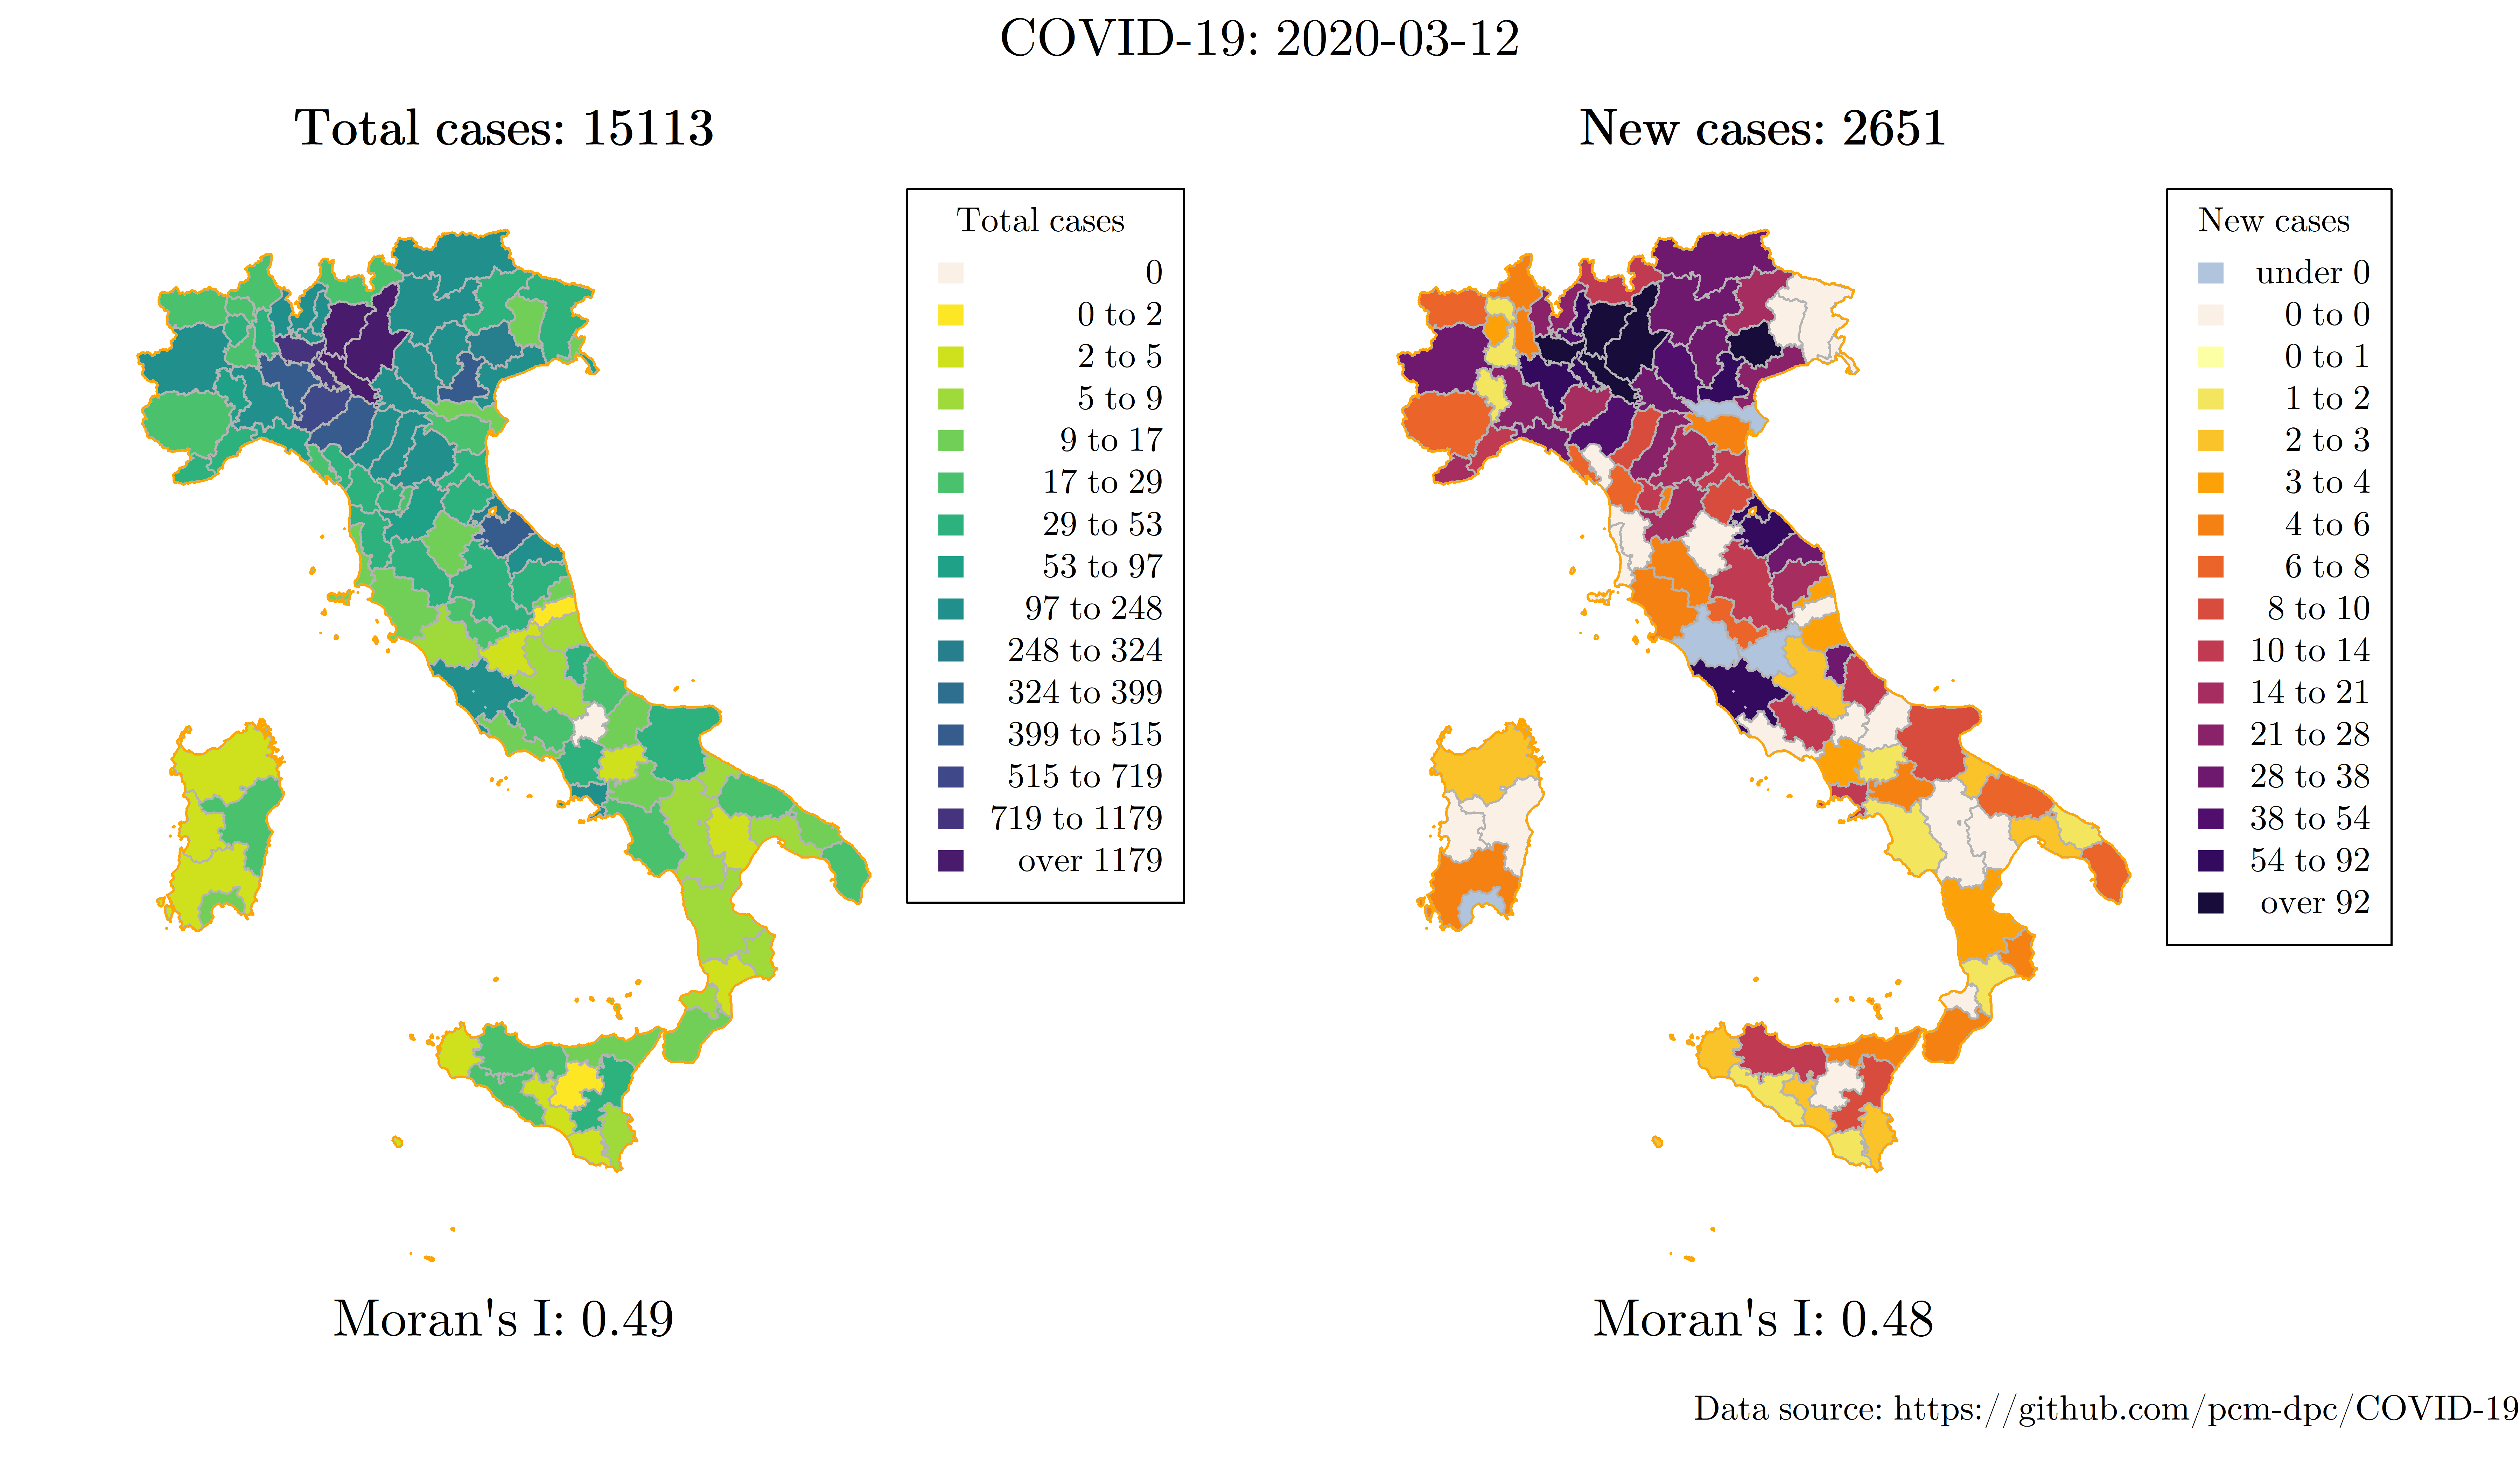 COVID-19: 2020-03-12
Total cases: 15113
Total cases
0
0 to 2
2 to 5
5 to 9
9 to 17
17 to 29
29 to 53
53 to 97
97 to 248
248 to 324
324 to 399
399 to 515
515 to 719
719 to 1179
over 1179
Moran's I: 0.49
New cases: 2651
New cases
under 0
0 to 0
0 to 1
1 to 2
2 to 3
3 to 4
4 to 6
6 to 8
8 to 10
10 to 14
14 to 21
21 to 28
28 to 38
38 to 54
54 to 92
over 92
Moran's I: 0.48
Data source: https://github.com/pcm-dpc/COVID-19